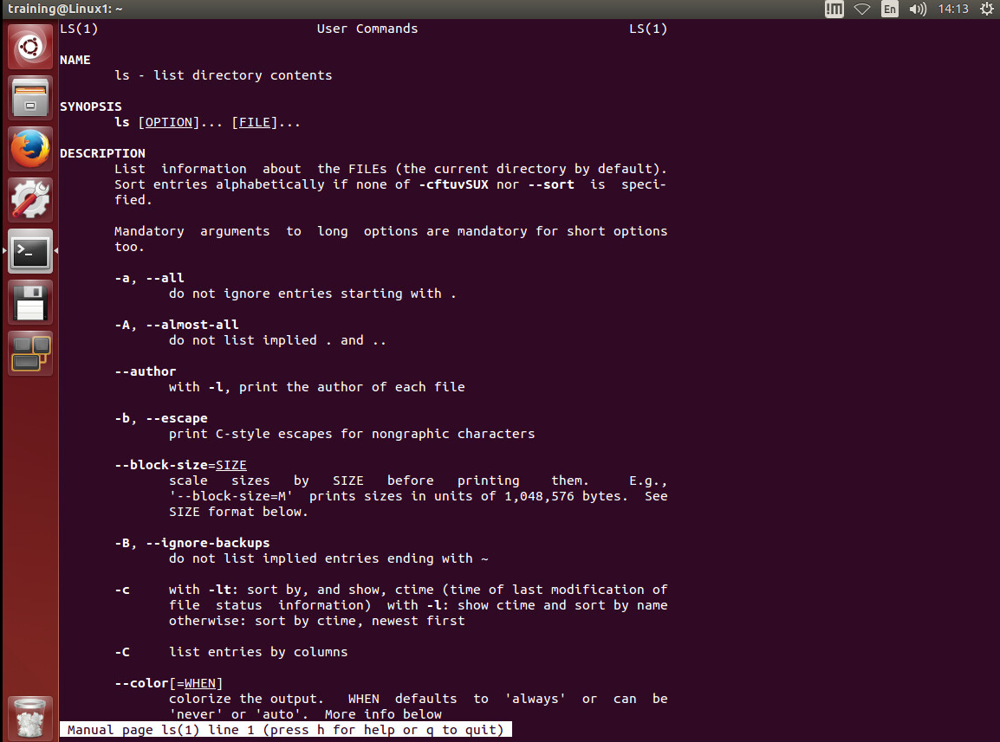 training@Linux1: ~
!M En 14:13
LS(1) User Commands LS(1)
NAME
ls - list directory contents
SYNOPSIS
ls [OPTION]... [FILE]...
DESCRIPTION
List information about the FILEs (the current directory by default).
Sort entries alphabetically if none of -cftuvSUX nor --sort is speci-
fied.
Mandatory arguments to long options are mandatory for short options
too.
-a, --all
do not ignore entries starting with .
-A, --almost-all
do not list implied . and ..
--author
with -l, print the author of each file
-b, --escape
print C-style escapes for nongraphic characters
--block-size=SIZE
scale sizes by SIZE before printing them. E.g.,
'--block-size=M' prints sizes in units of 1,048,576 bytes. See
SIZE format below.
-B, --ignore-backups
do not list implied entries ending with ~
-c with -lt: sort by, and show, ctime (time of last modification of
file status information) with -l: show ctime and sort by name
otherwise: sort by ctime, newest first
-C list entries by columns
--color[=WHEN]
colorize the output. WHEN defaults to 'always' or can be
'never' or 'auto'. More info below
Manual page ls(1) line 1 (press h for help or q to quit)